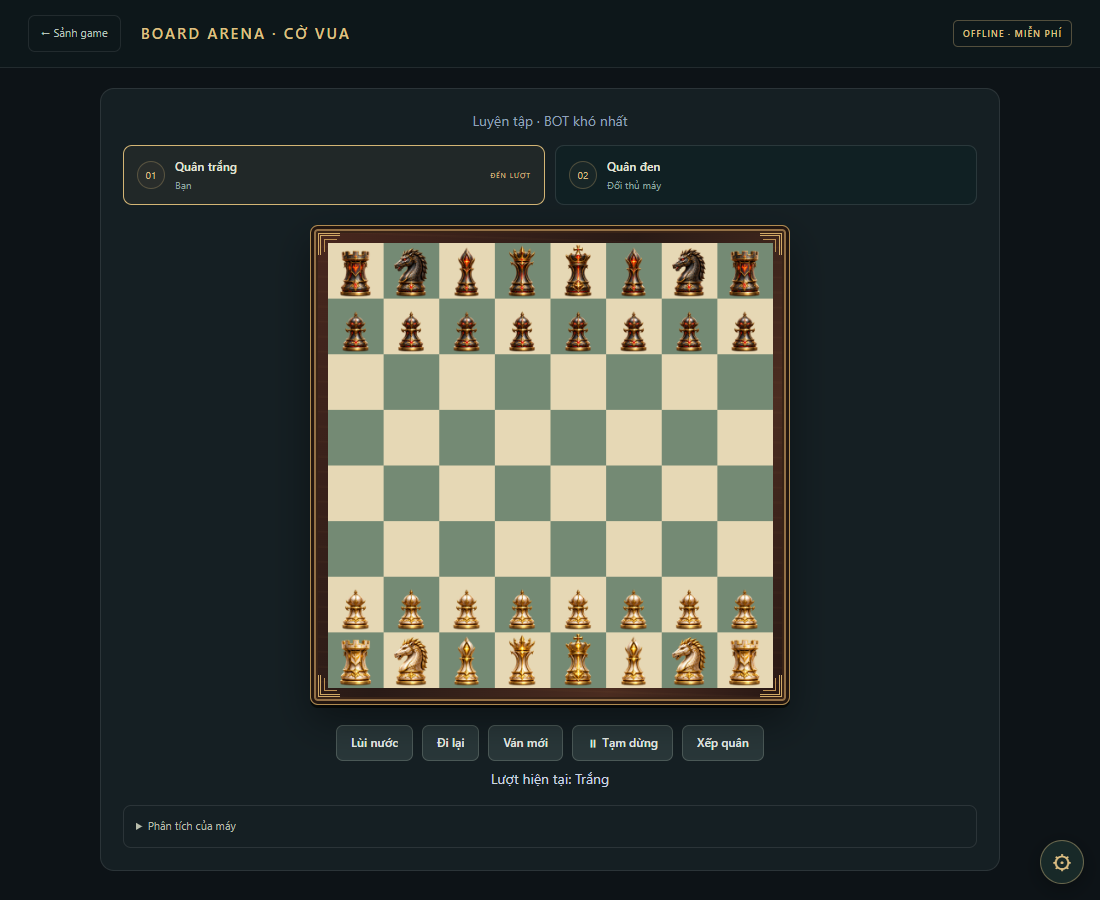 ← Sảnh game
BOARD ARENA · CỜ VUA
OFFLINE · MIỄN PHÍ
Luyện tập · BOT khó nhất
01
Quân trắng
Bạn
ĐẾN LƯỢT
02
Quân đen
Đối thủ máy
Lùi nước
Đi lại
Ván mới
⏸ Tạm dừng
Xếp quân
Lượt hiện tại: Trắng
▶ Phân tích của máy